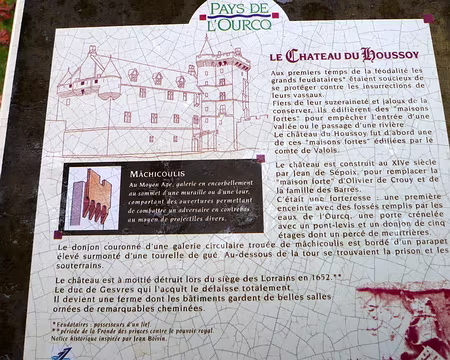 PAYS DE
L'OURCQ
LE CHATEAU DU HOUSSOY
Aux premiers temps de la féodalité les
grands feudataires* étaient soucieux de
se protéger contre les insurrections de
leurs vassaux.
Fiers de leur suzeraineté et jaloux de la
conserver...ils édifièrent des "maisons
fortes" pour empêcher l'entrée d'une
vallée ou le passage d'une rivière...
Le château du Houssoy fut d'abord une
de ces "maisons fortes" édifiées par le
comte de Valois.
Le château est construit au XIVe siècle
par Jean de Sépoix, pour remplacer la
"maison forte" d'Olivier de Crouy et de
la famille des Barres.
C'était une forteresse ... une première
enceinte avec des fossés remplis par les
eaux de l'Ourcq, une porte crénelée
avec un pont-levis et un donjon de cinq
étages dont un percé de meurtrières.
MÂCHICOULIS
Au Moyen Age, galerie en encorbellement
au sommet d'une muraille ou d'une tour,
comportant des ouvertures permettant
de combattre un adversaire en contrebas
au moyen de projectiles divers.
Le donjon couronné d'une galerie circulaire trouée de mâchicoulis est bordé d'un parapet
élevé surmonté d'une tourelle de gué. Au-dessous de la tour se trouvaient la prison et les
souterrains.
Le château est à moitié détruit lors du siège des Lorrains en 1652.**
Le duc de Gesvres qui l'acquit le délaisse totalement.
Il devient une ferme dont les bâtiments gardent de belles salles
ornées de remarquables cheminées.
* Feudataires : possesseurs d'un fief.
**période de la Fronde des princes contre le pouvoir royal.
Notice historique inspirée par Jean Boivin.